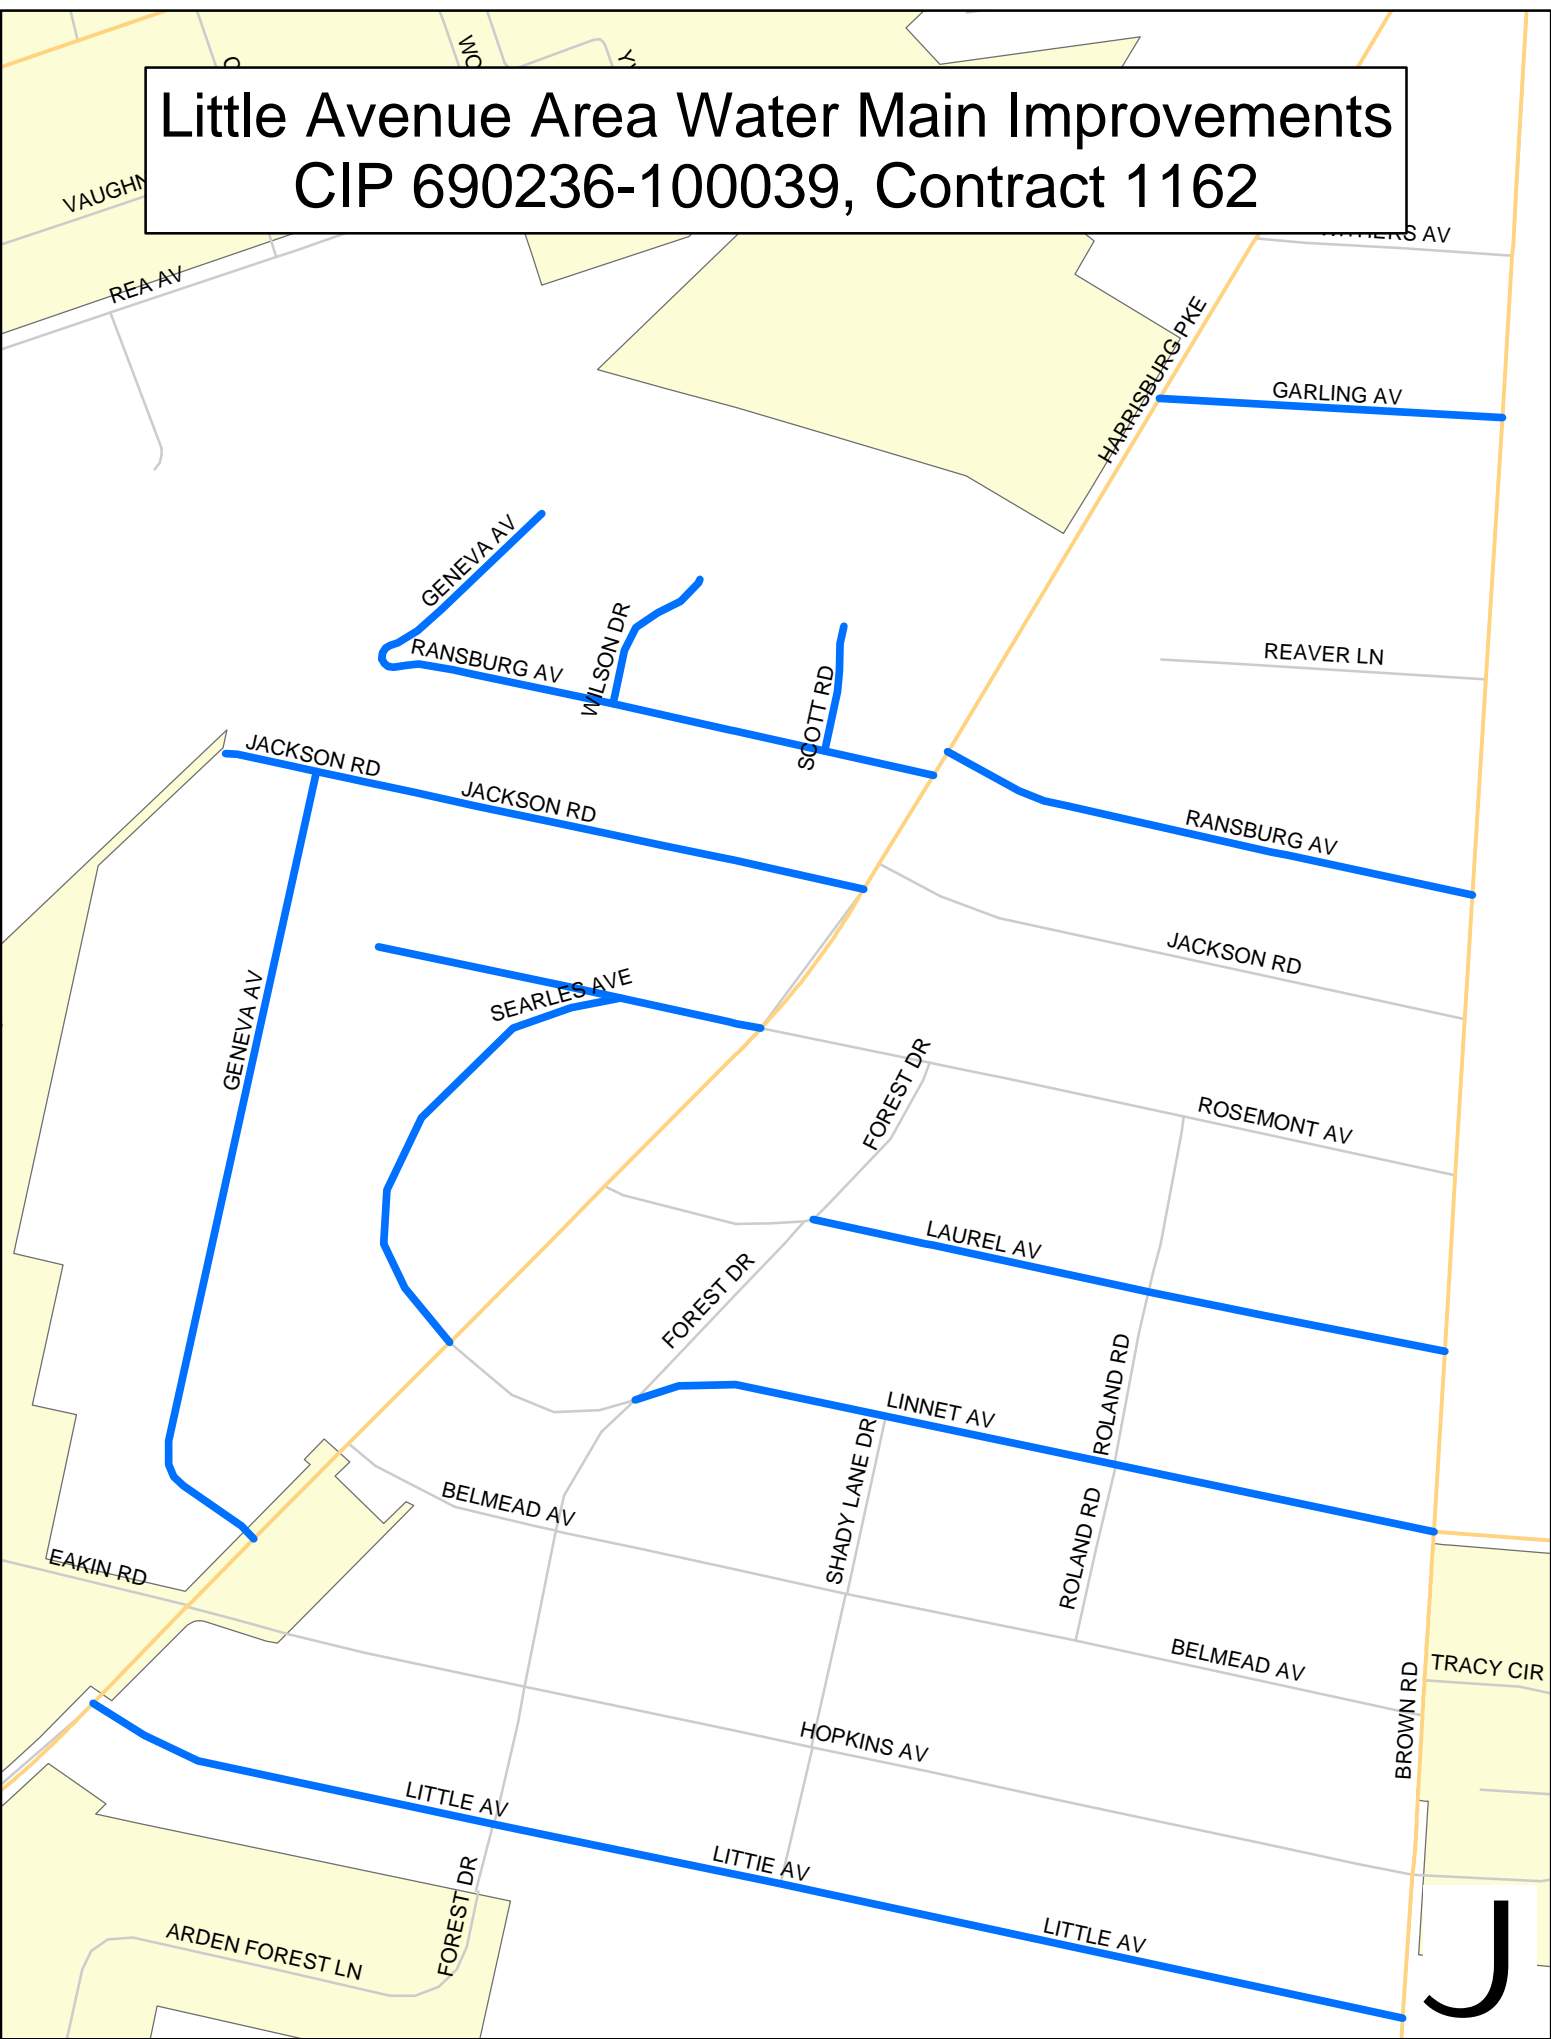 WO
Little Avenue Area Water Main Improvements
CIP 690236-100039, Contract 1162
REA AV
HARRISBURG PKE
GARLING AV
GENEVA AV
WILSON DR
RANSBURG AV
REAVER LN
SCOTT RD
JACKSON RD
JACKSON RD
RANSBURG AV
JACKSON RD
SEARLES AVE
GENEVA AV
FOREST DR
ROSEMONT AV
LAUREL AV
FOREST DR
ROLAND RD
LINNET AV
SHADY LANE DR
BELMEAD AV
ROLAND RD
EAKIN RD
BELMEAD AV
TRACY CIR
BROWN RD
HOPKINS AV
LITTLE AV
LITTIE AV
FOREST DR
ARDEN FOREST LN
LITTLE AV
J